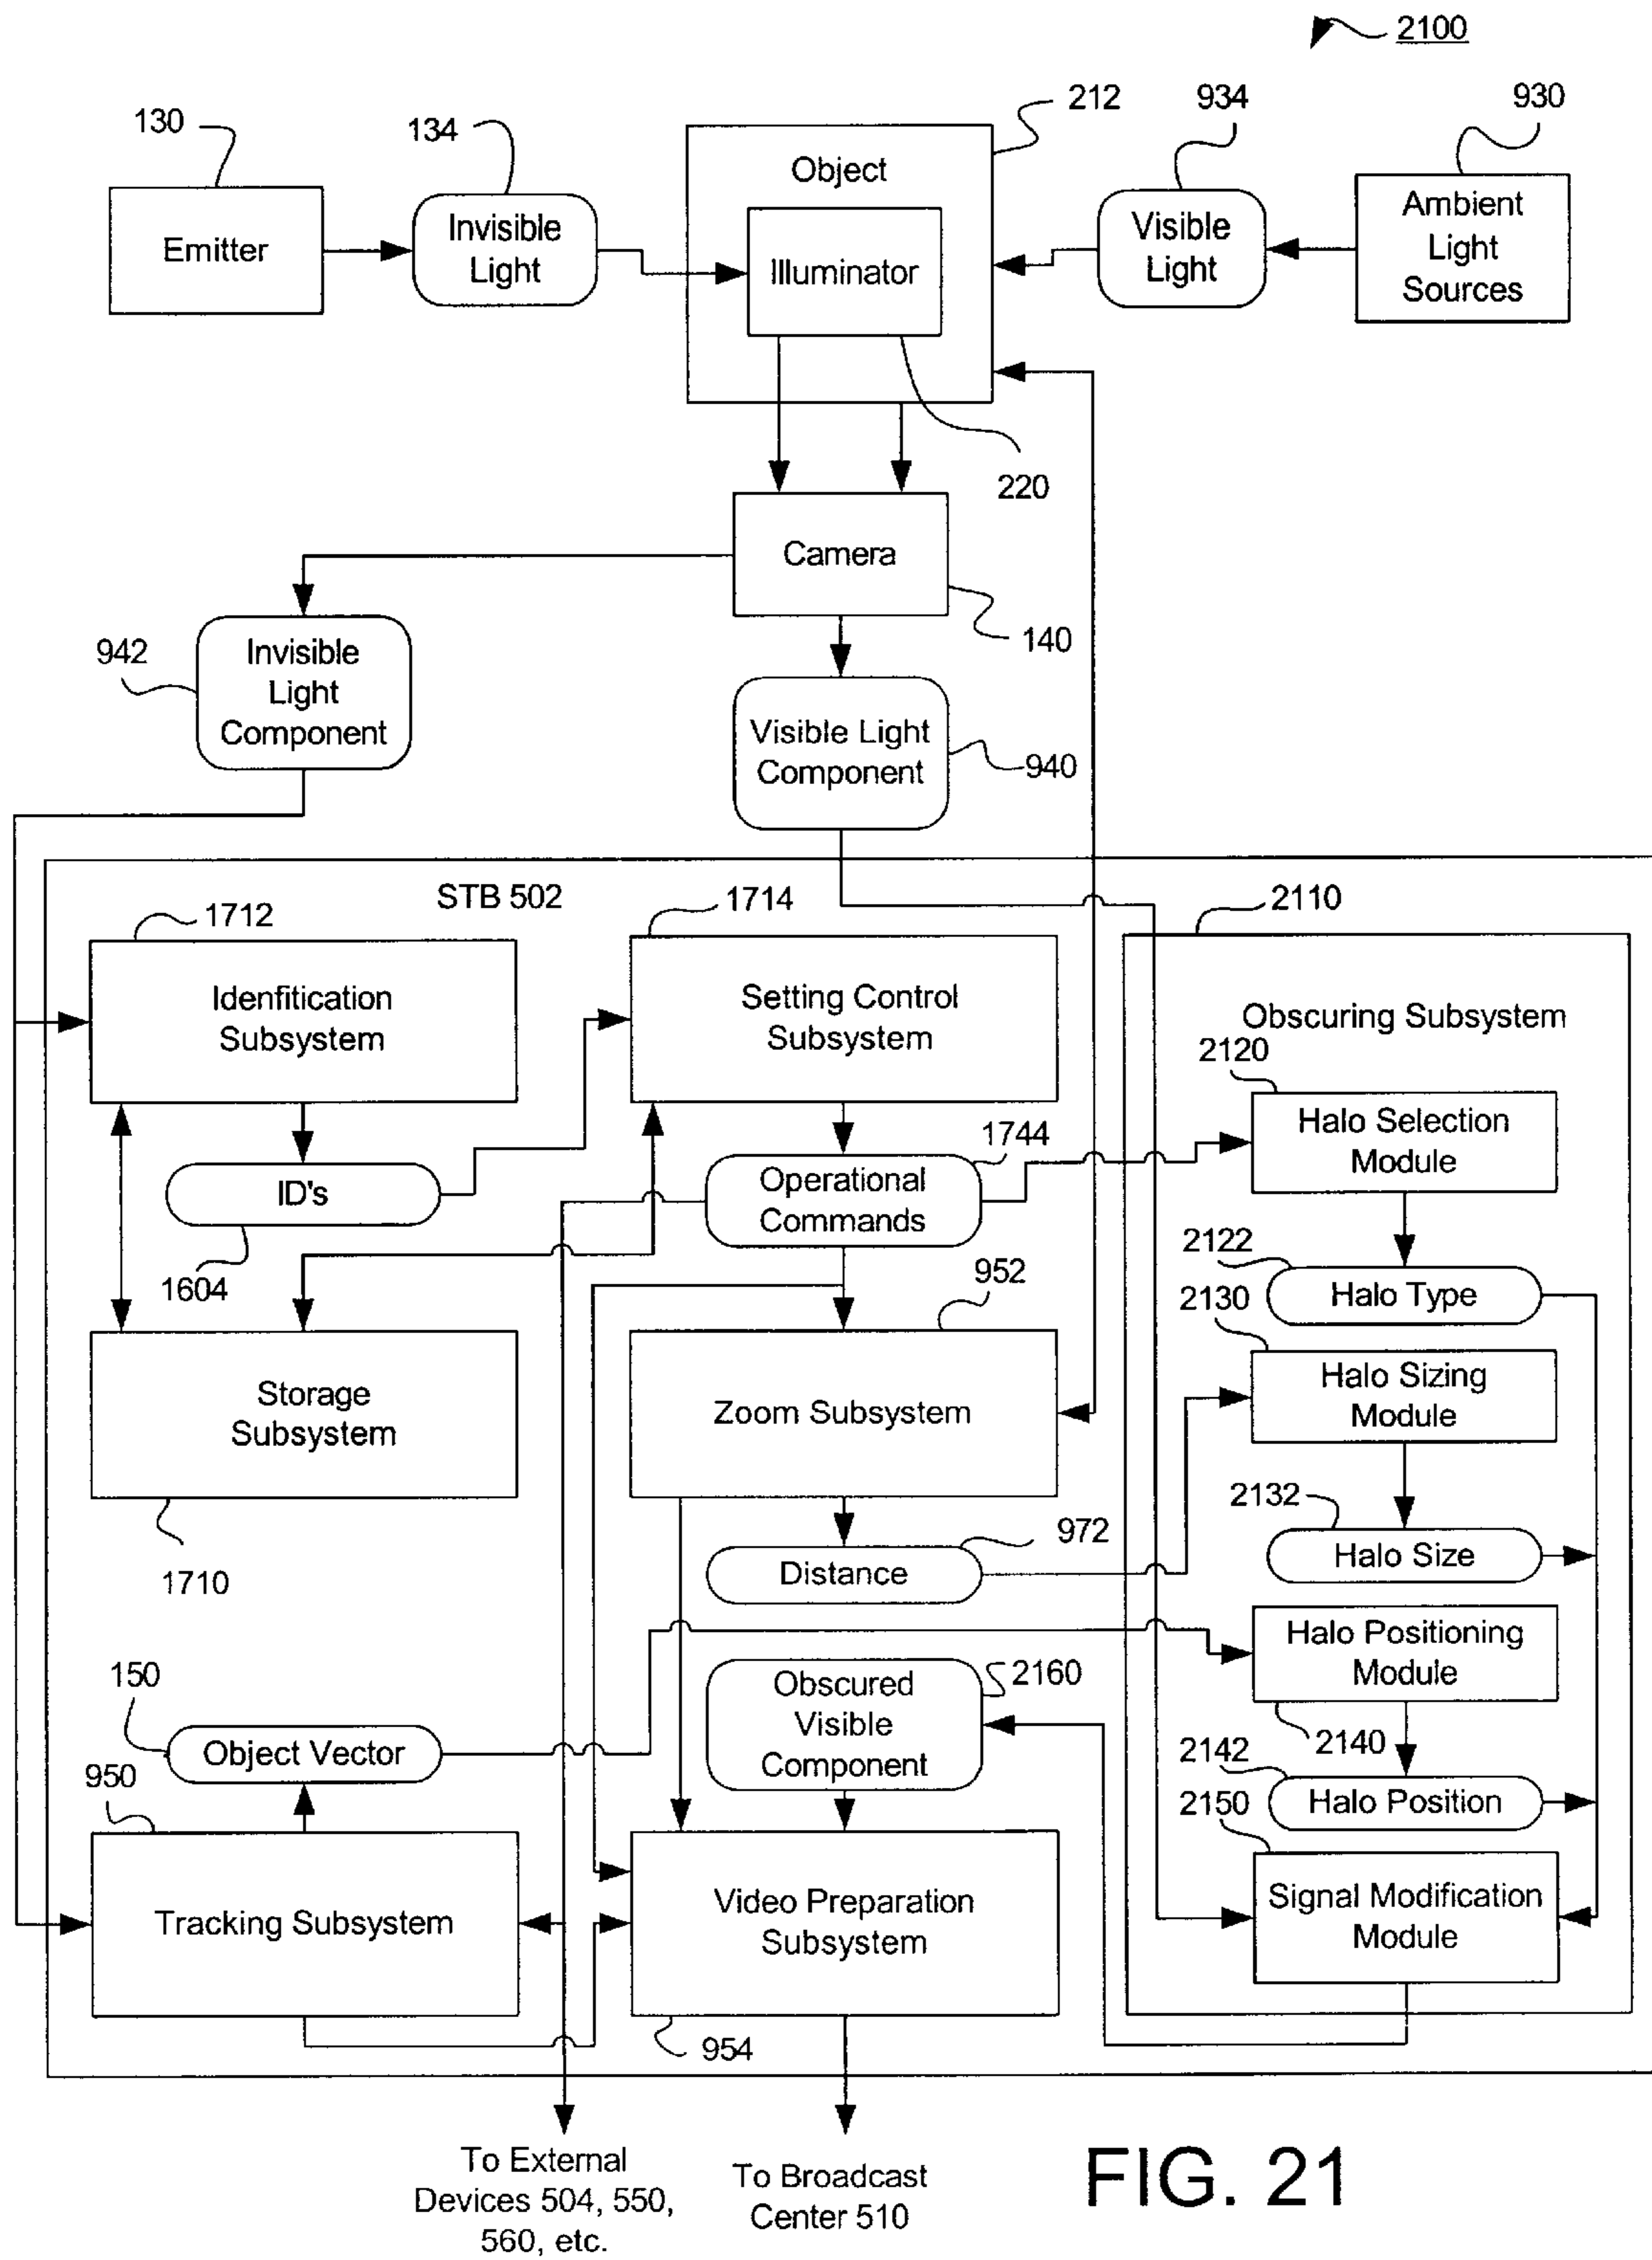 2100
130
134
212
934
930
Object
Emitter
Invisible
Light
Illuminator
Visible
Light
Ambient
Light
Sources
220
Camera
140
942
Invisible
Light
Component
Visible Light
Component
940
STB 502
1712
1714
2110
Idenfitication
Subsystem
Setting Control
Subsystem
Obscuring Subsystem
2120
Halo Selection
Module
1744
ID's
Operational
Commands
1604
2122
Halo Type
952
2130
Storage
Subsystem
Zoom Subsystem
Halo Sizing
Module
1710
2132
Halo Size
972
Distance
Halo Positioning
Module
2140
150
Object Vector
Obscured
Visible
Component
2160
2142
Halo Position
950
2150
Tracking Subsystem
Video Preparation
Subsystem
Signal Modification
Module
954
To External
Devices 504, 550,
560, etc.
To Broadcast
Center 510
FIG. 21